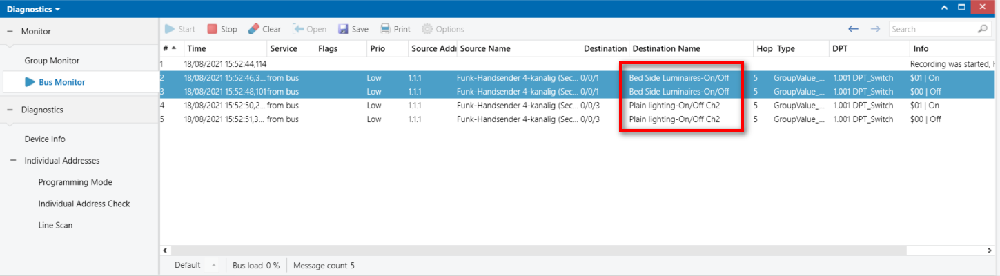 Diagnostics
Monitor
Group Monitor
Bus Monitor
Diagnostics
Device Info
Individual Addresses
Programming Mode
Individual Address Check
Line Scan
Start Stop Clear Open Save Print Options Search
# Time Service Flags Prio Source Addr Source Name Destination Destination Name Hop Type DPT Info
1 18/08/2021 15:52:44,114 Recording was started, H
2 18/08/2021 15:52:46,3... from bus Low 1.1.1 Funk-Handsender 4-kanalig (Sec... 0/0/1 Bed Side Luminaires-On/Off 5 GroupValue_... 1.001 DPT_Switch $01 | On
3 18/08/2021 15:52:48,101 from bus Low 1.1.1 Funk-Handsender 4-kanalig (Sec... 0/0/1 Bed Side Luminaires-On/Off 5 GroupValue_... 1.001 DPT_Switch $00 | Off
4 18/08/2021 15:52:50,2... from bus Low 1.1.1 Funk-Handsender 4-kanalig (Sec... 0/0/3 Plain lighting-On/Off Ch2 5 GroupValue_... 1.001 DPT_Switch $01 | On
5 18/08/2021 15:52:51,3... from bus Low 1.1.1 Funk-Handsender 4-kanalig (Sec... 0/0/3 Plain lighting-On/Off Ch2 5 GroupValue_... 1.001 DPT_Switch $00 | Off
Default Bus load 0 % Message count 5